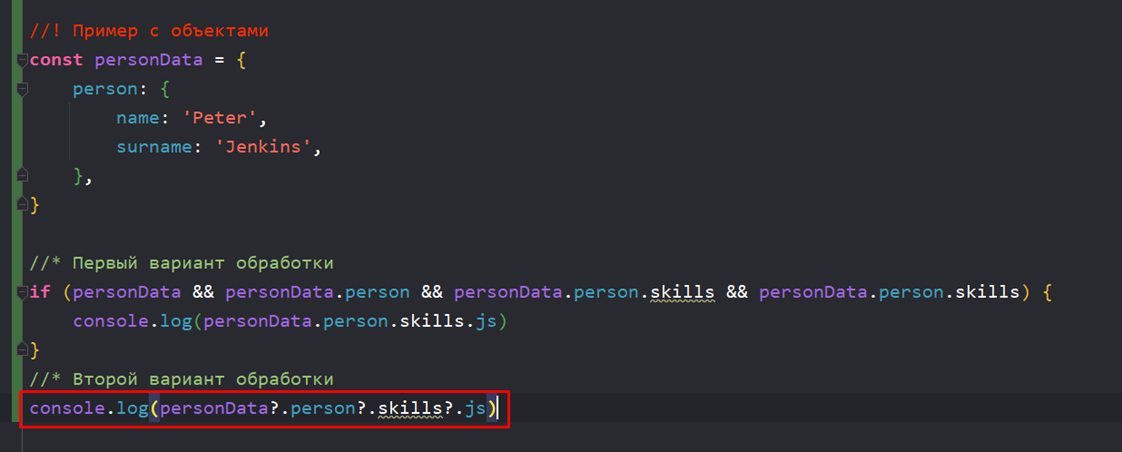 //! Пример с объектами
const personData = {
person: {
name: 'Peter',
surname: 'Jenkins',
},
}
//* Первый вариант обработки
if (personData && personData.person && personData.person.skills && personData.person.skills) {
console.log(personData.person.skills.js)
}
//* Второй вариант обработки
console.log(personData?.person?.skills?.js)